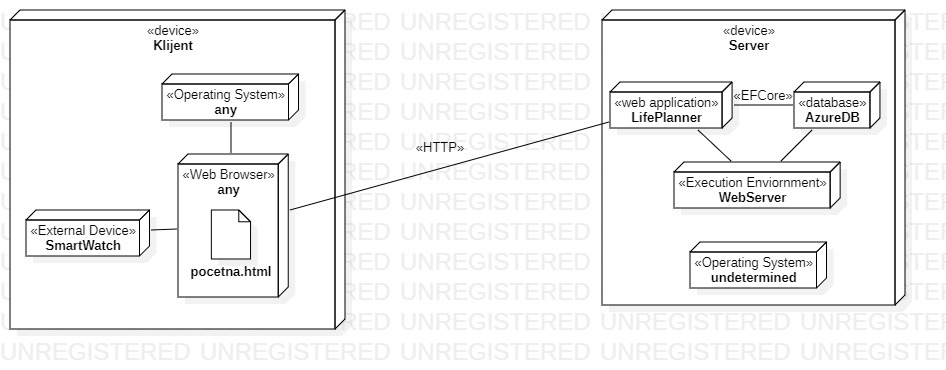 «device»
Klijent
«Operating System»
any
«Web Browser»
any
pocetna.html
«External Device»
SmartWatch
«HTTP»
«device»
Server
«web application»
LifePlanner
«EFCore»
«database»
AzureDB
«Execution Enviornment»
WebServer
«Operating System»
undetermined
UNREGISTERED UNREGISTERED UNREGISTERED UNREGISTERED UNREGISTERED